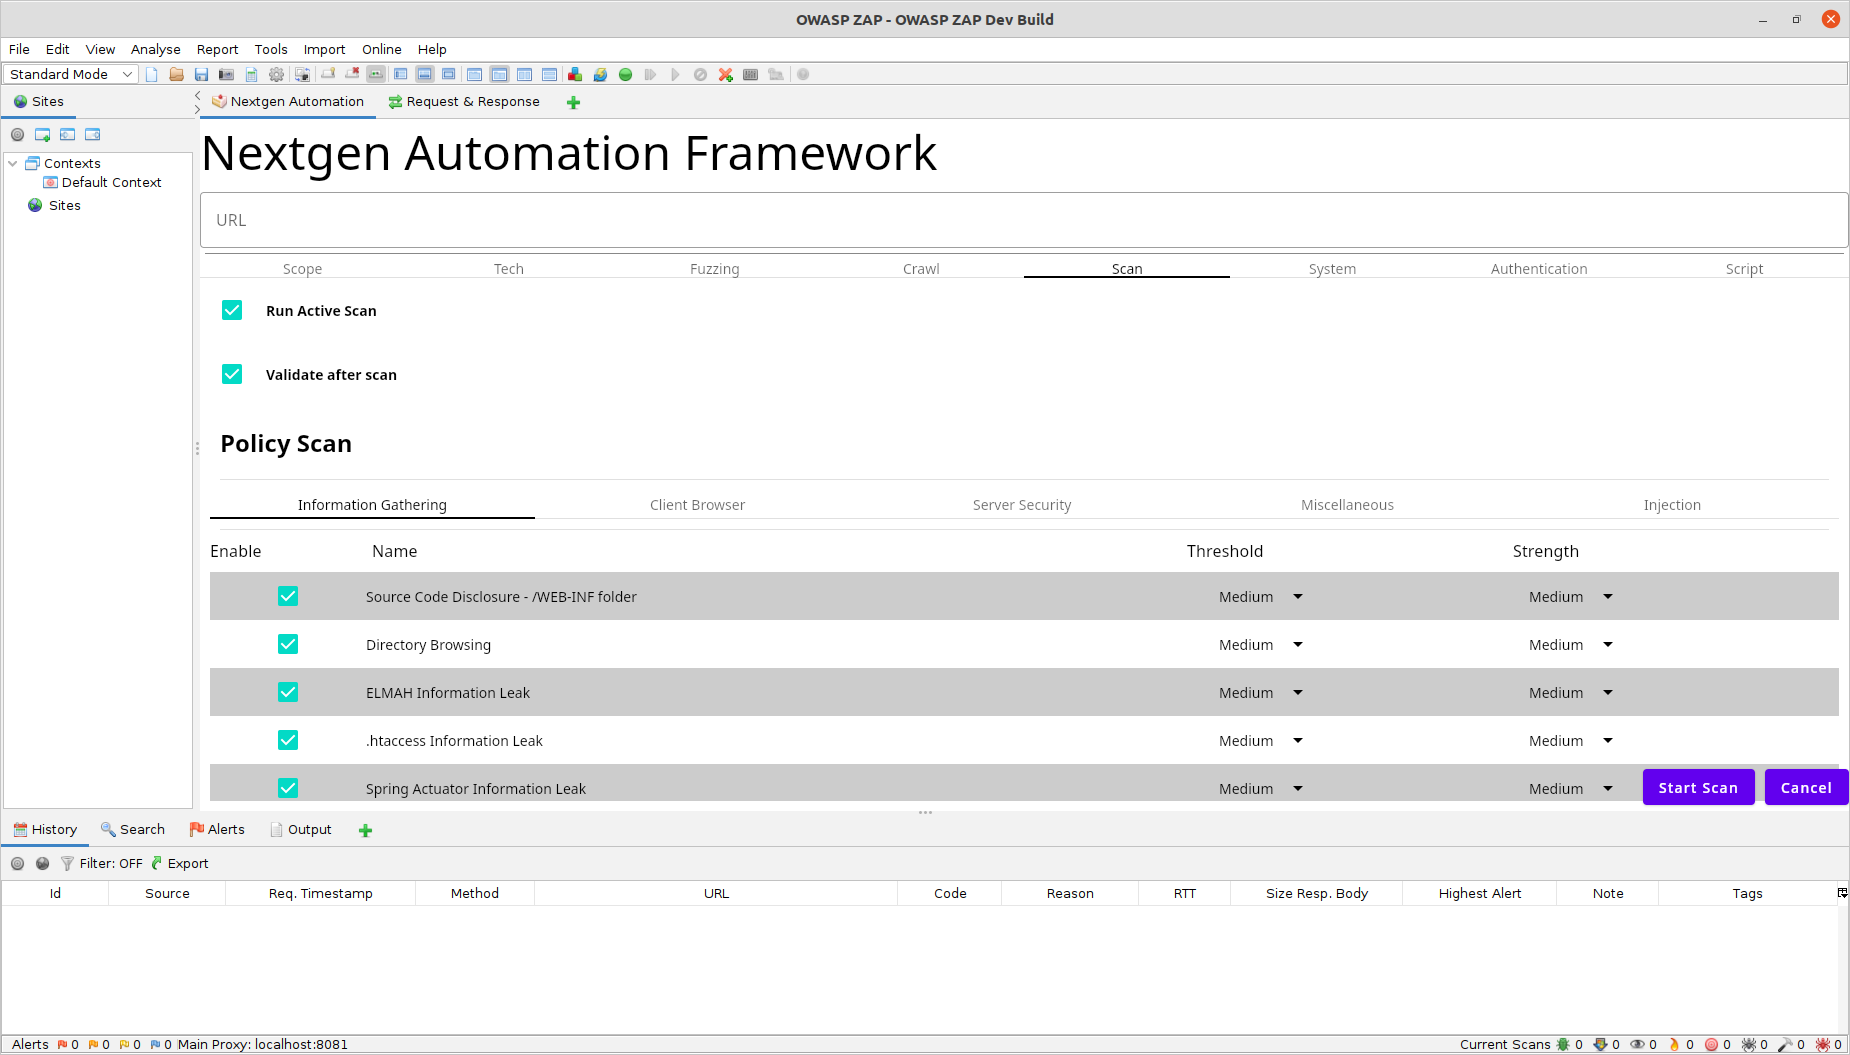 OWASP ZAP - OWASP ZAP Dev Build
File Edit View Analyse Report Tools Import Online Help
Standard Mode
Sites
Nextgen Automation Request & Response
Contexts
Default Context
Sites
Nextgen Automation Framework
URL
Scope Tech Fuzzing Crawl Scan System Authentication Script
Run Active Scan
Validate after scan
Policy Scan
Information Gathering Client Browser Server Security Miscellaneous Injection
Enable Name Threshold Strength
Source Code Disclosure - /WEB-INF folder Medium Medium
Directory Browsing Medium Medium
ELMAH Information Leak Medium Medium
.htaccess Information Leak Medium Medium
Spring Actuator Information Leak Medium Medium Start Scan Cancel
History Search Alerts Output
Filter: OFF Export
Id Source Req. Timestamp Method URL Code Reason RTT Size Resp. Body Highest Alert Note Tags
Alerts 0 0 0 0 Main Proxy: localhost:8081 Current Scans 0 0 0 0 0 0 0 0